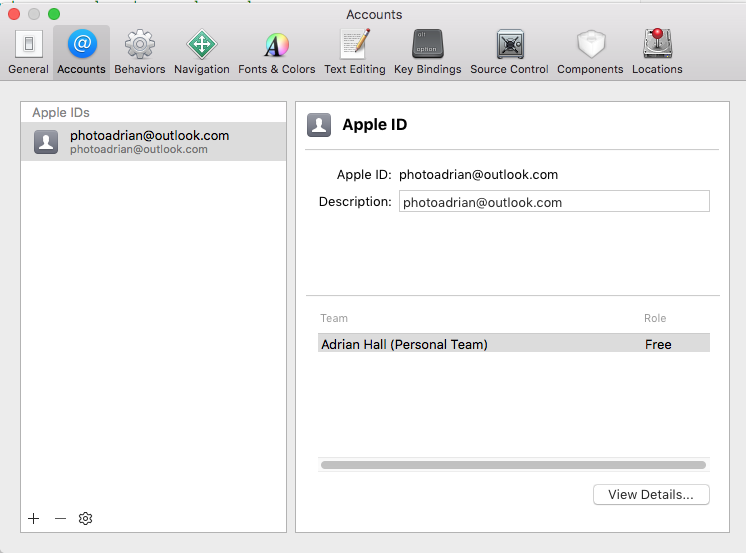 Accounts
General Accounts Behaviors Navigation Fonts & Colors Text Editing Key Bindings Source Control Components Locations
Apple IDs
photoadrian@outlook.com
photoadrian@outlook.com
Apple ID
Apple ID: photoadrian@outlook.com
Description: photoadrian@outlook.com
Team Role
Adrian Hall (Personal Team) Free
View Details...